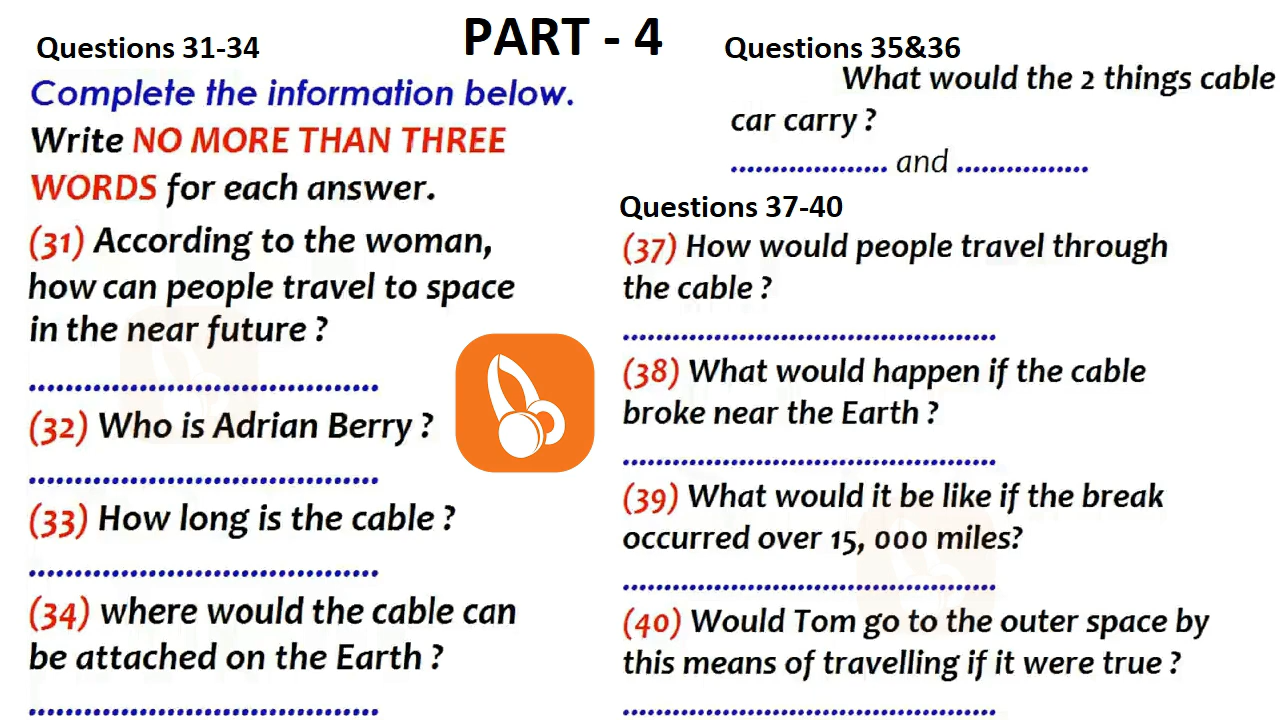 PART - 4
Questions 31-34
Complete the information below.
Write NO MORE THAN THREE
WORDS for each answer.
(31) According to the woman,
how can people travel to space
in the near future ?
......................................
(32) Who is Adrian Berry ?
......................................
(33) How long is the cable ?
......................................
(34) where would the cable can
be attached on the Earth ?
......................................
Questions 35&36
What would the 2 things cable
car carry ?
................. and ...............
Questions 37-40
(37) How would people travel through
the cable ?
.........................................
(38) What would happen if the cable
broke near the Earth ?
.........................................
(39) What would it be like if the break
occurred over 15, 000 miles?
.........................................
(40) Would Tom go to the outer space by
this means of travelling if it were true ?
.........................................